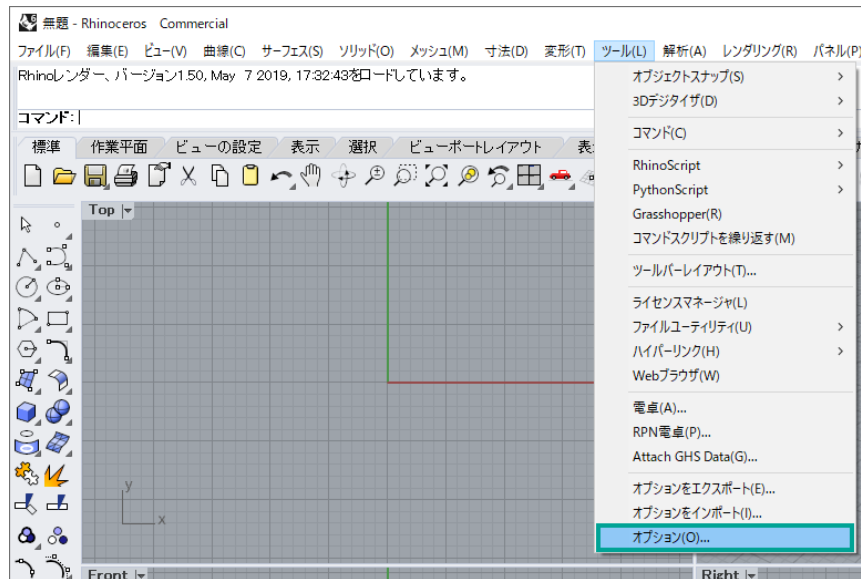 無題 - Rhinoceros Commercial
ファイル(F) 編集(E) ビュー(V) 曲線(C) サーフェス(S) ソリッド(O) メッシュ(M) 寸法(D) 変形(T) ツール(L) 解析(A) レンダリング(R) パネル(P)
Rhinoレンダー、バージョン1.50, May 7 2019, 17:32:43をロードしています。
コマンド:
標準 作業平面 ビューの設定 表示 選択 ビューポートレイアウト
Top
オブジェクトスナップ(S)
3Dデジタイザ(D)
コマンド(C)
RhinoScript
PythonScript
Grasshopper(R)
コマンドスクリプトを繰り返す(M)
ツールバーレイアウト(T)...
ライセンスマネージャ(L)
ファイルユーティリティ(U)
ハイパーリンク(H)
Webブラウザ(W)
電卓(A)...
RPN電卓(P)...
Attach GHS Data(G)...
オプションをエクスポート(E)...
オプションをインポート(I)...
オプション(O)...
y
x
Front
Right